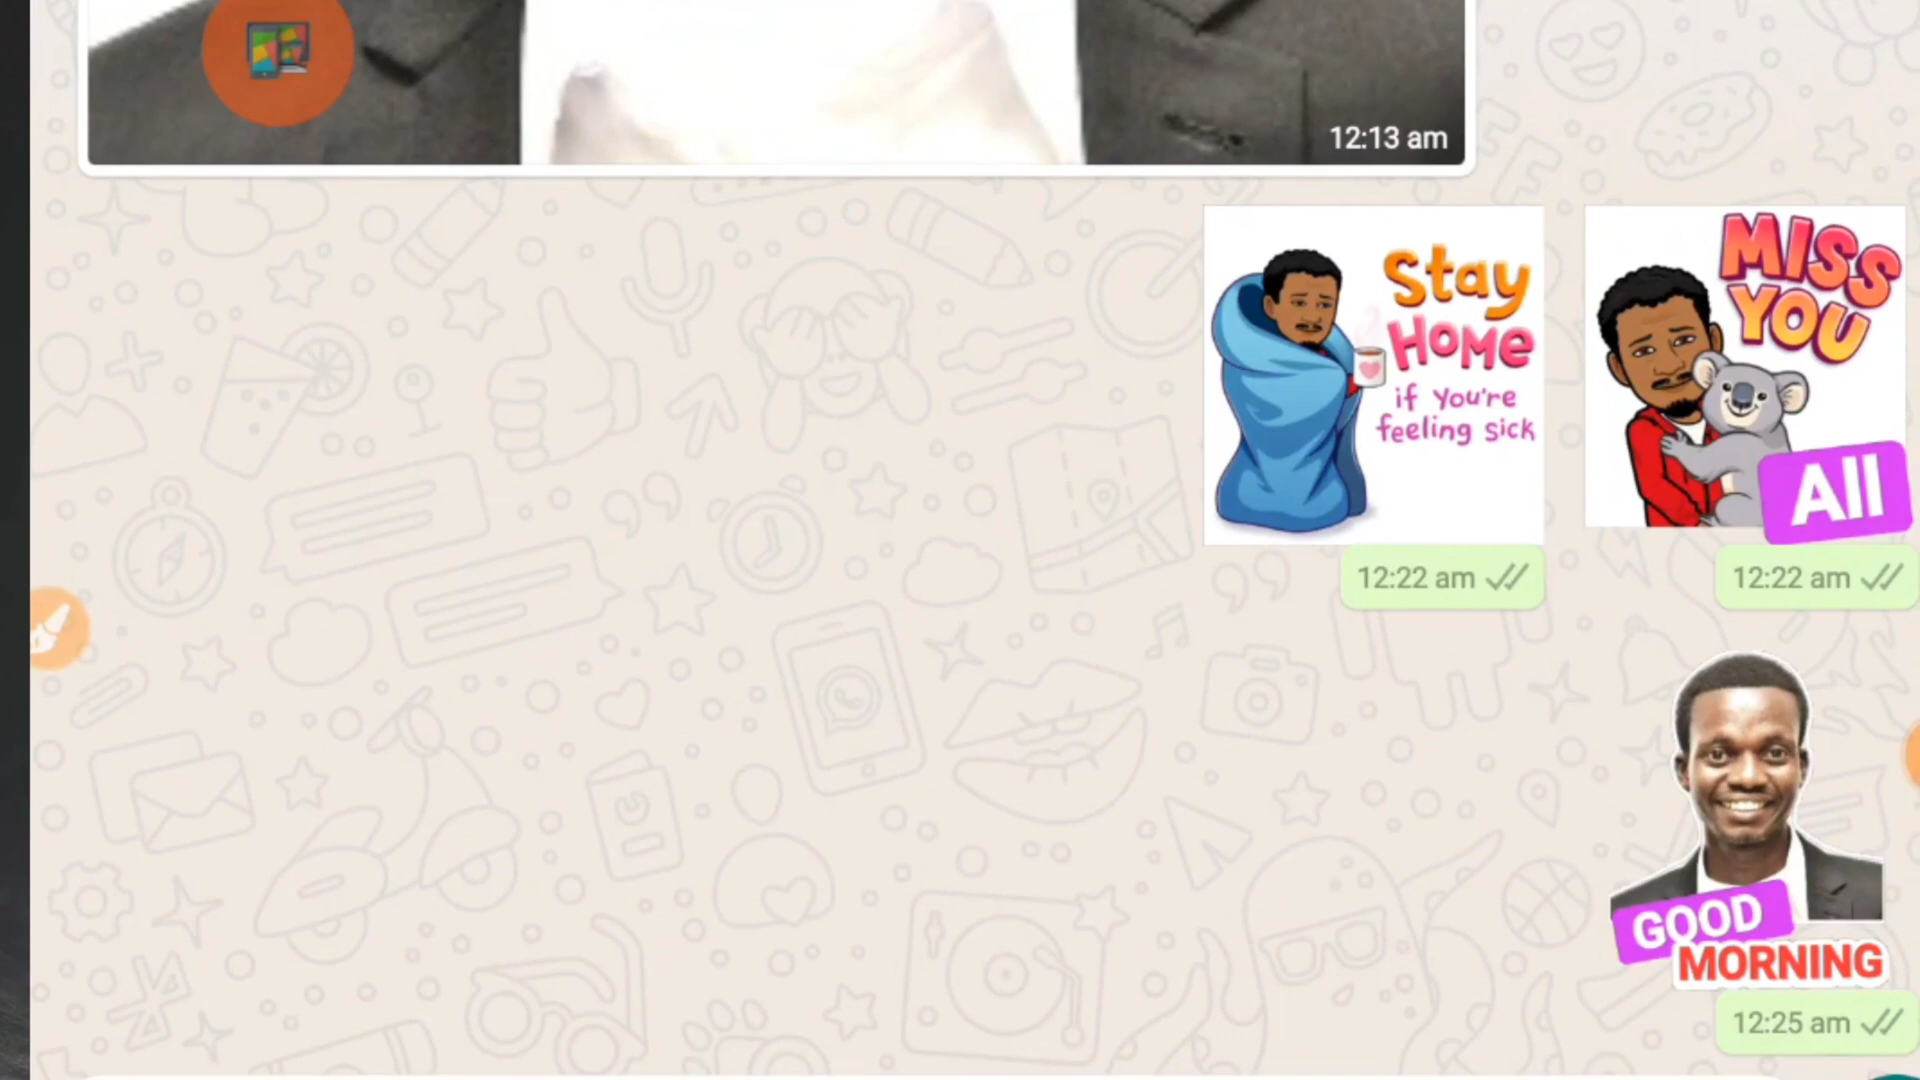 12:13 am
Stay
HOME
if YOU'RE
feeling sick
MISS
YOU
All
12:22 am
12:22 am
GOOD
MORNING
12:25 am